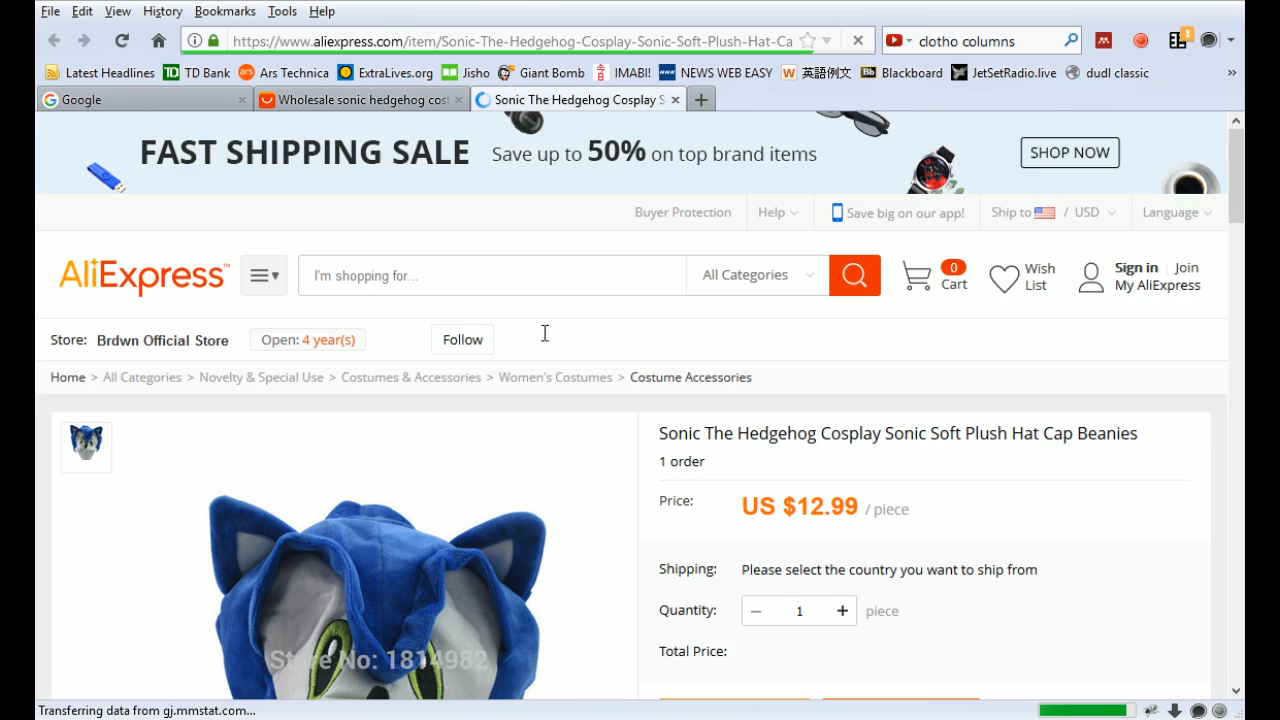 File Edit View History Bookmarks Tools Help
https://www.aliexpress.com/item/Sonic-The-Hedgehog-Cosplay-Sonic-Soft-Plush-Hat-Ca
clotho columns
1
Latest Headlines TD Bank Ars Technica ExtraLives.org Jisho Giant Bomb IMABI! NEWS WEB EASY 英語例文 Blackboard JetSetRadio.live dudl classic »
Google
Wholesale sonic hedgehog cos
Sonic The Hedgehog Cosplay S
FAST SHIPPING SALE Save up to 50% on top brand items SHOP NOW
Buyer Protection Help Save big on our app! Ship to / USD Language
AliExpress™ I'm shopping for... All Categories 0 Cart Wish List Sign in | Join My AliExpress
Store: Brdwn Official Store Open: 4 year(s) Follow
Home > All Categories > Novelty & Special Use > Costumes & Accessories > Women's Costumes > Costume Accessories
Sonic The Hedgehog Cosplay Sonic Soft Plush Hat Cap Beanies
1 order
Price: US $12.99 / piece
Shipping: Please select the country you want to ship from
Quantity: − 1 + piece
Total Price:
Store No: 1814982
Transferring data from gj.mmstat.com...